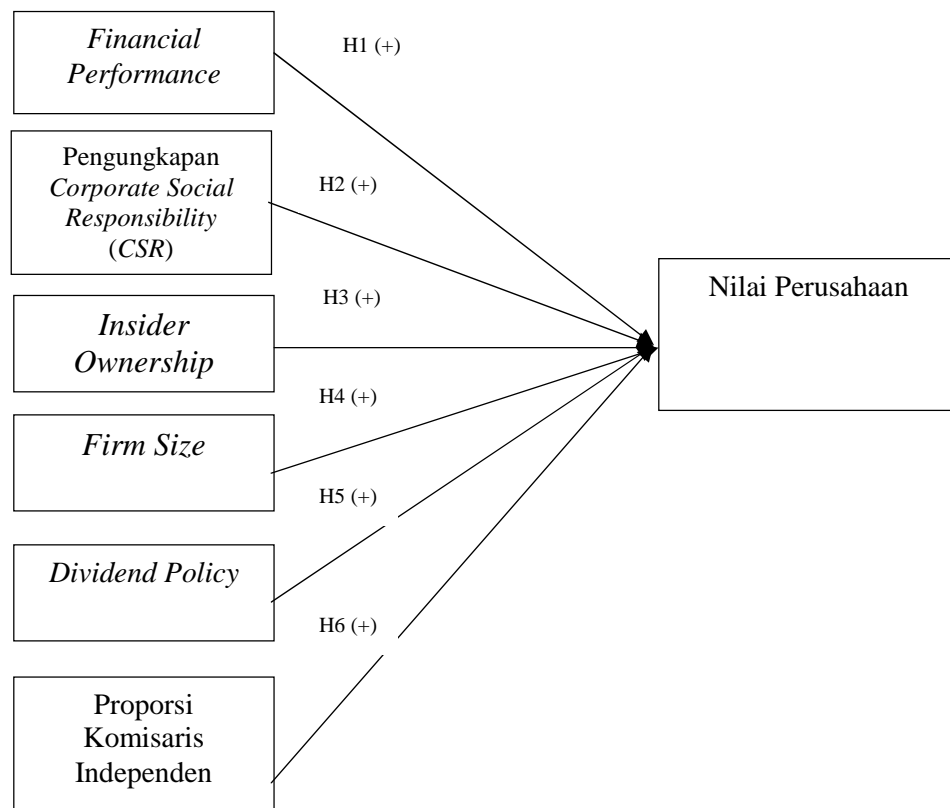 Financial
Performance
H1 (+)
Pengungkapan
Corporate Social
Responsibility
(CSR)
H2 (+)
Nilai Perusahaan
Insider
Ownership
H3 (+)
Firm Size
H4 (+)
Dividend Policy
H5 (+)
Proporsi
Komisaris
Independen
H6 (+)